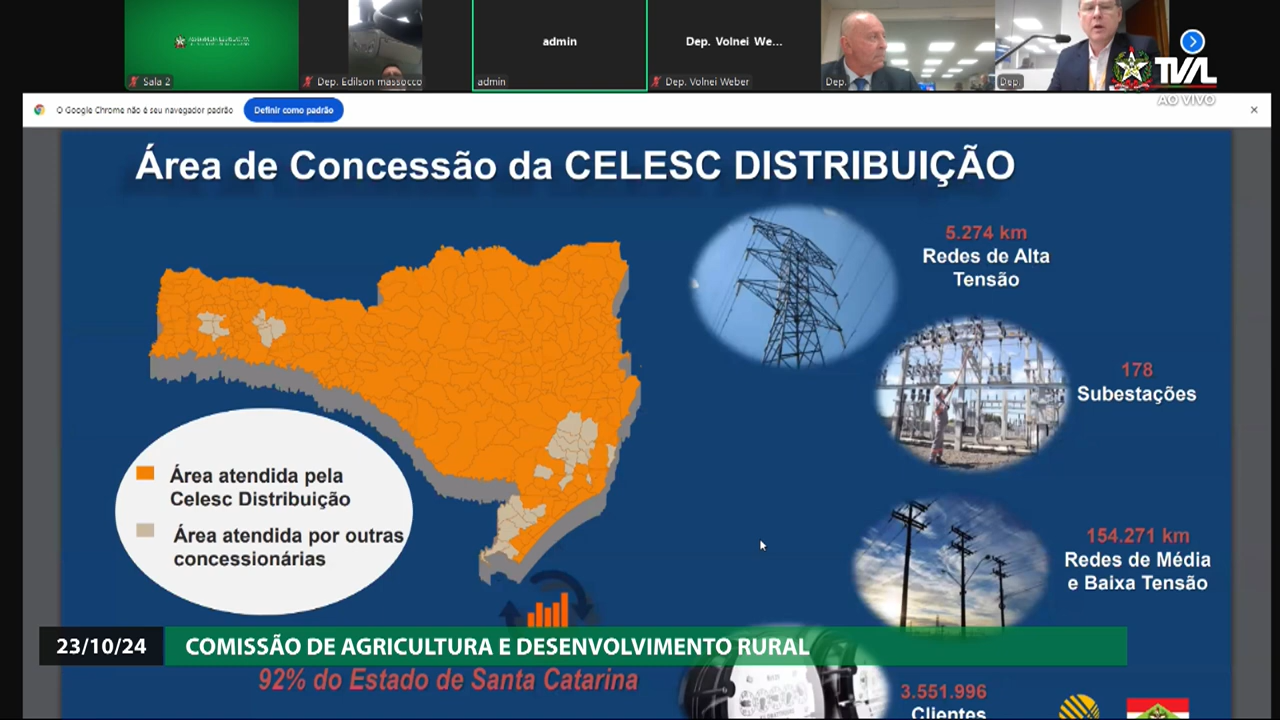 ASSEMBLEIA LEGISLATIVA
admin
Dep. Volnei We...
Sala 2
Dep. Edilson massocco
admin
Dep. Volnei Weber
Dep.
Dep.
TVAL
AO VIVO
O Google Chrome não é seu navegador padrão
Definir como padrão
Área de Concessão da CELESC DISTRIBUIÇÃO
5.274 km
Redes de Alta
Tensão
178
Subestações
Área atendida pela
Celesc Distribuição
Área atendida por outras
concessionárias
154.271 km
Redes de Média
e Baixa Tensão
23/10/24
COMISSÃO DE AGRICULTURA E DESENVOLVIMENTO RURAL
92% do Estado de Santa Catarina
3.551.996
Clientes